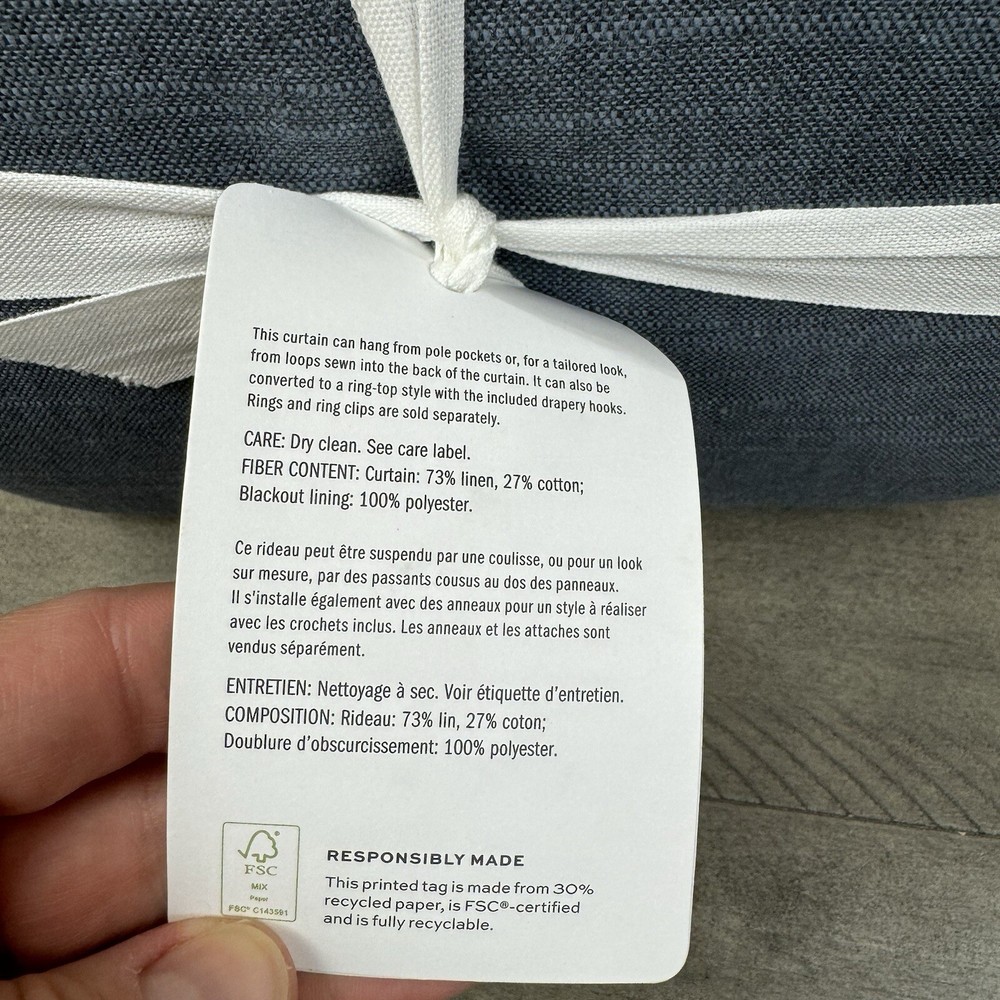 This curtain can hang from pole pockets or, for a tailored look,
from loops sewn into the back of the curtain. It can also be
converted to a ring-top style with the included drapery hooks.
Rings and ring clips are sold separately.
CARE: Dry clean. See care label.
FIBER CONTENT: Curtain: 73% linen, 27% cotton;
Blackout lining: 100% polyester.
Ce rideau peut être suspendu par une coulisse, ou pour un look
sur mesure, par des passants cousus au dos des panneaux.
Il s'installe également avec des anneaux pour un style à réaliser
avec les crochets inclus. Les anneaux et les attaches sont
vendus séparément.
ENTRETIEN: Nettoyage à sec. Voir étiquette d'entretien.
COMPOSITION: Rideau: 73% lin, 27% coton;
Doublure d'obscurcissement: 100% polyester.
FSC
MIX
Paper
FSC® C143591
RESPONSIBLY MADE
This printed tag is made from 30%
recycled paper, is FSC®-certified
and is fully recyclable.